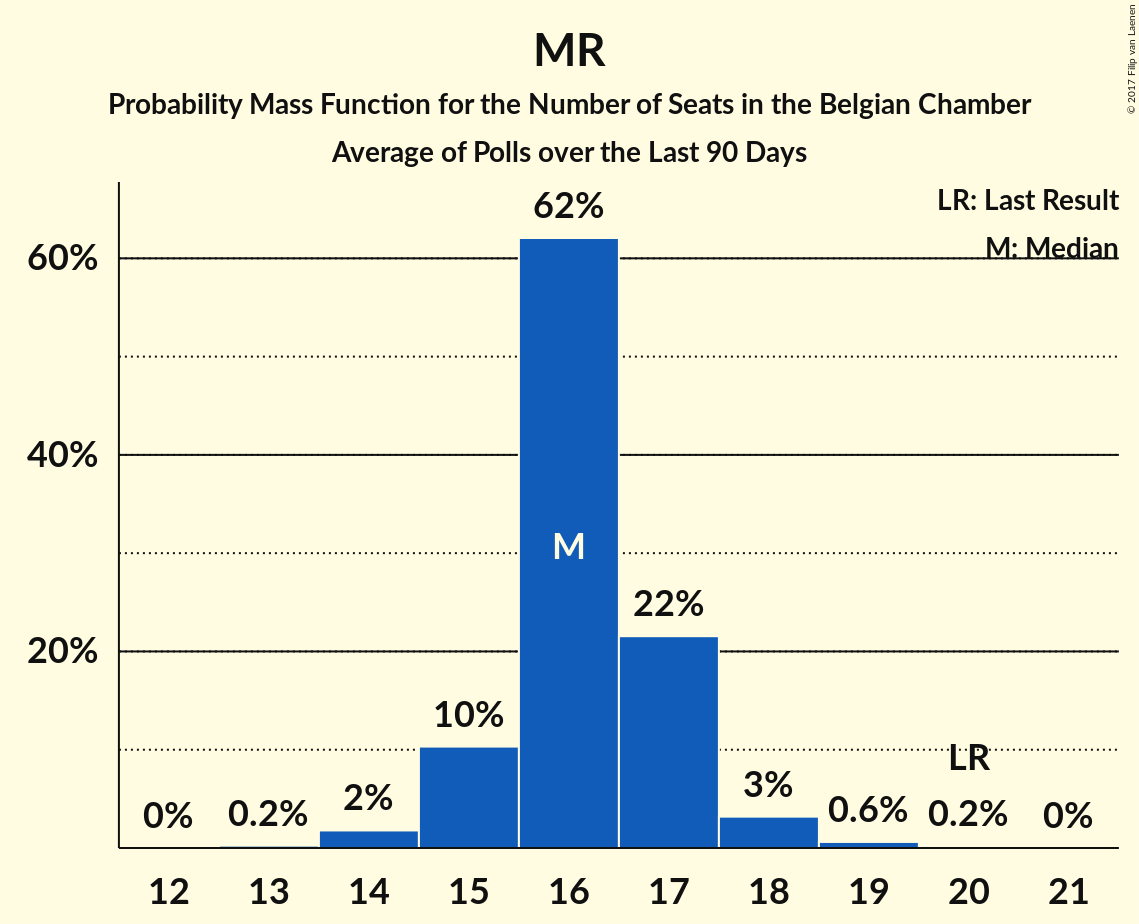 MR
Probability Mass Function for the Number of Seats in the Belgian Chamber
Average of Polls over the Last 90 Days
© 2017 Filip van Laenen
LR: Last Result
M: Median
62%
60%
40%
M
22%
20%
10%
LR
0% 0.2% 2% 3% 0.6% 0.2% 0%
12 13 14 15 16 17 18 19 20 21